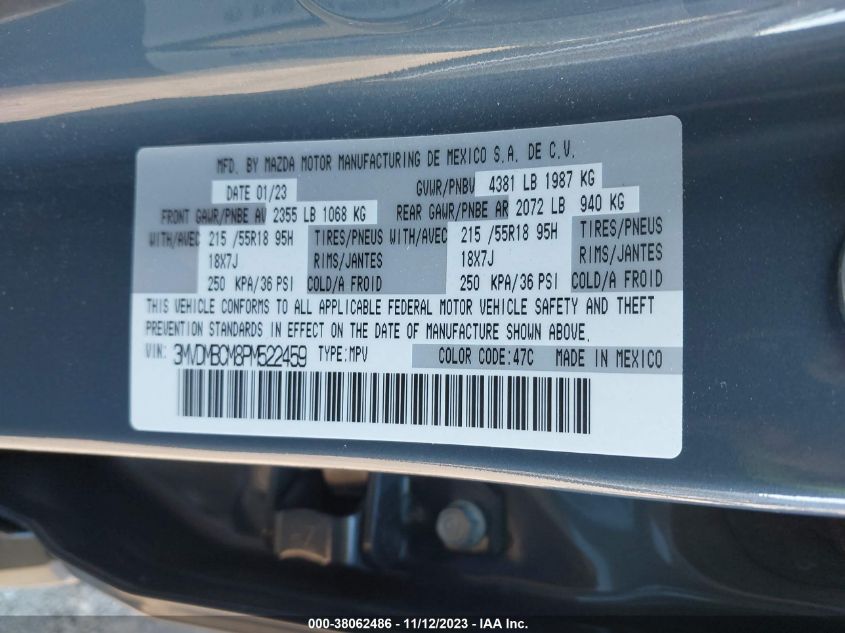 MFD. BY MAZDA MOTOR MANUFACTURING DE MEXICO S.A. DE C.V.
DATE 01/23 GVWR/PNBV 4381 LB 1987 KG
FRONT GAWR/PNBE AV 2355 LB 1068 KG REAR GAWR/PNBE AR 2072 LB 940 KG
WITH/AVEC 215 /55R18 95H TIRES/PNEUS WITH/AVEC 215 /55R18 95H TIRES/PNEUS
18X7J RIMS/JANTES 18X7J RIMS/JANTES
250 KPA/36 PSI COLD/A FROID 250 KPA/36 PSI COLD/A FROID
THIS VEHICLE CONFORMS TO ALL APPLICABLE FEDERAL MOTOR VEHICLE SAFETY AND THEFT
PREVENTION STANDARDS IN EFFECT ON THE DATE OF MANUFACTURE SHOWN ABOVE.
VIN: 3MVDMBCM8PM522459 TYPE:MPV COLOR CODE:47C MADE IN MEXICO
000-38062486 - 11/12/2023 - IAA Inc.